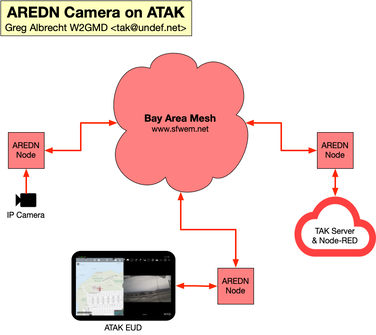 AREDN Camera on ATAK
Greg Albrecht W2GMD <tak@undef.net>
Bay Area Mesh
www.sfwem.net
AREDN
Node
AREDN
Node
IP Camera
TAK Server
& Node-RED
AREDN
Node
ATAK EUD